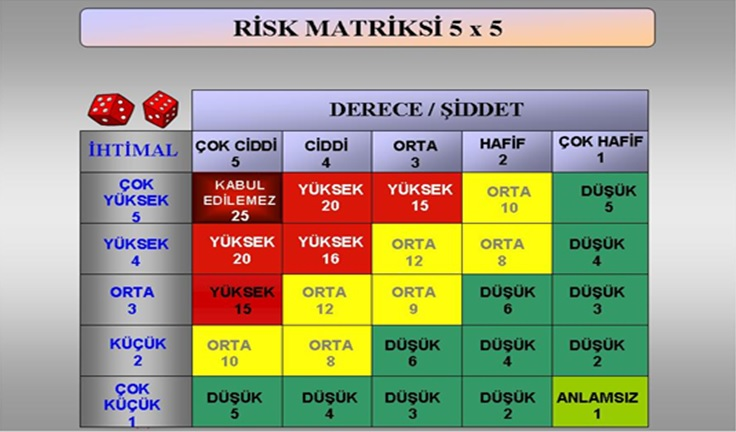 RİSK MATRİKSİ 5 x 5
DERECE / ŞİDDET
İHTİMAL
ÇOK CİDDİ
5
CİDDİ
4
ORTA
3
HAFİF
2
ÇOK HAFİF
1
ÇOK
YÜKSEK
5
KABUL
EDİLEMEZ
25
YÜKSEK
20
YÜKSEK
15
ORTA
10
DÜŞÜK
5
YÜKSEK
4
YÜKSEK
20
YÜKSEK
16
ORTA
12
ORTA
8
DÜŞÜK
4
ORTA
3
YÜKSEK
15
ORTA
12
ORTA
9
DÜŞÜK
6
DÜŞÜK
3
KÜÇÜK
2
ORTA
10
ORTA
8
DÜŞÜK
6
DÜŞÜK
4
DÜŞÜK
2
ÇOK
KÜÇÜK
1
DÜŞÜK
5
DÜŞÜK
4
DÜŞÜK
3
DÜŞÜK
2
ANLAMSIZ
1